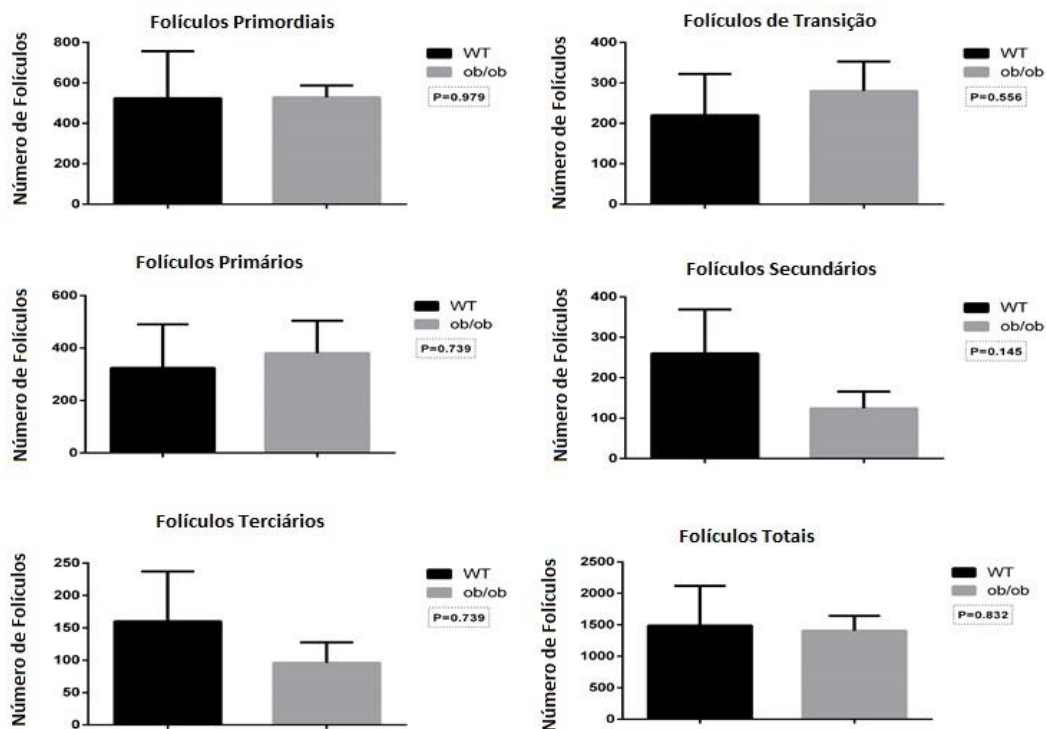 Folículos Primordiais
Número de Folículos
800
600
400
200
0
WT
ob/ob
P=0.979
Folículos de Transição
Número de Folículos
400
300
200
100
0
WT
ob/ob
P=0.556
Folículos Primários
Número de Folículos
600
400
200
0
WT
ob/ob
P=0.739
Folículos Secundários
Número de Folículos
400
300
200
100
0
WT
ob/ob
P=0.145
Folículos Terciários
Número de Folículos
250
200
150
100
50
0
WT
ob/ob
P=0.739
Folículos Totais
Número de Folículos
2500
2000
1500
1000
500
0
WT
ob/ob
P=0.832